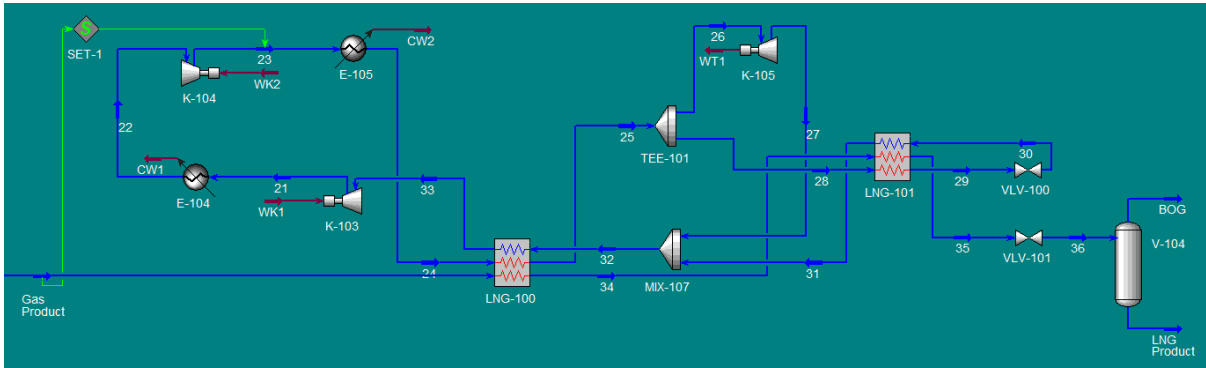 S
SET-1
23
CW2
E-105
K-104
WK2
22
CW1
E-104
21
WK1
K-103
33
24
LNG-100
34
32
MIX-107
25
TEE-101
26
WT1
K-105
27
28
LNG-101
31
30
29
VLV-100
35
VLV-101
36
BOG
V-104
LNG
Product
Gas
Product